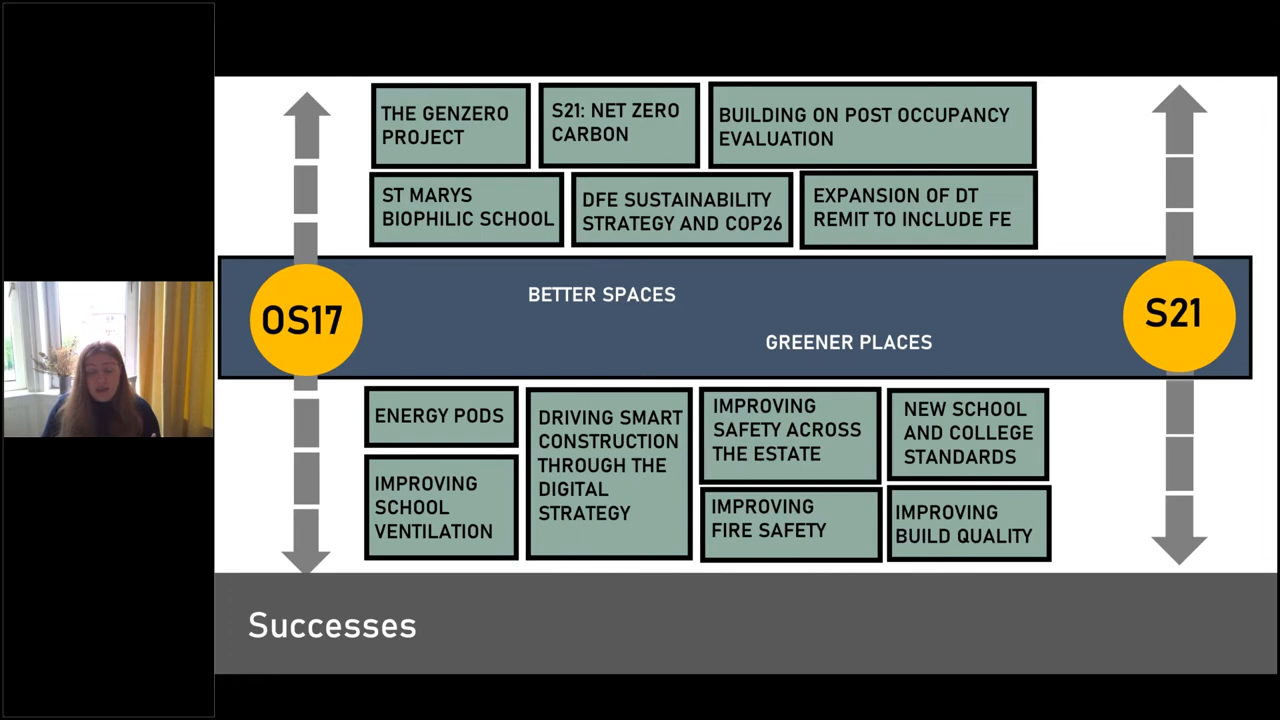 THE GENZERO
PROJECT
S21: NET ZERO
CARBON
BUILDING ON POST OCCUPANCY
EVALUATION
ST MARYS
BIOPHILIC SCHOOL
DFE SUSTAINABILITY
STRATEGY AND COP26
EXPANSION OF DT
REMIT TO INCLUDE FE
OS17
BETTER SPACES
GREENER PLACES
S21
ENERGY PODS
IMPROVING
SCHOOL
VENTILATION
DRIVING SMART
CONSTRUCTION
THROUGH THE
DIGITAL
STRATEGY
IMPROVING
SAFETY ACROSS
THE ESTATE
IMPROVING
FIRE SAFETY
NEW SCHOOL
AND COLLEGE
STANDARDS
IMPROVING
BUILD QUALITY
Successes